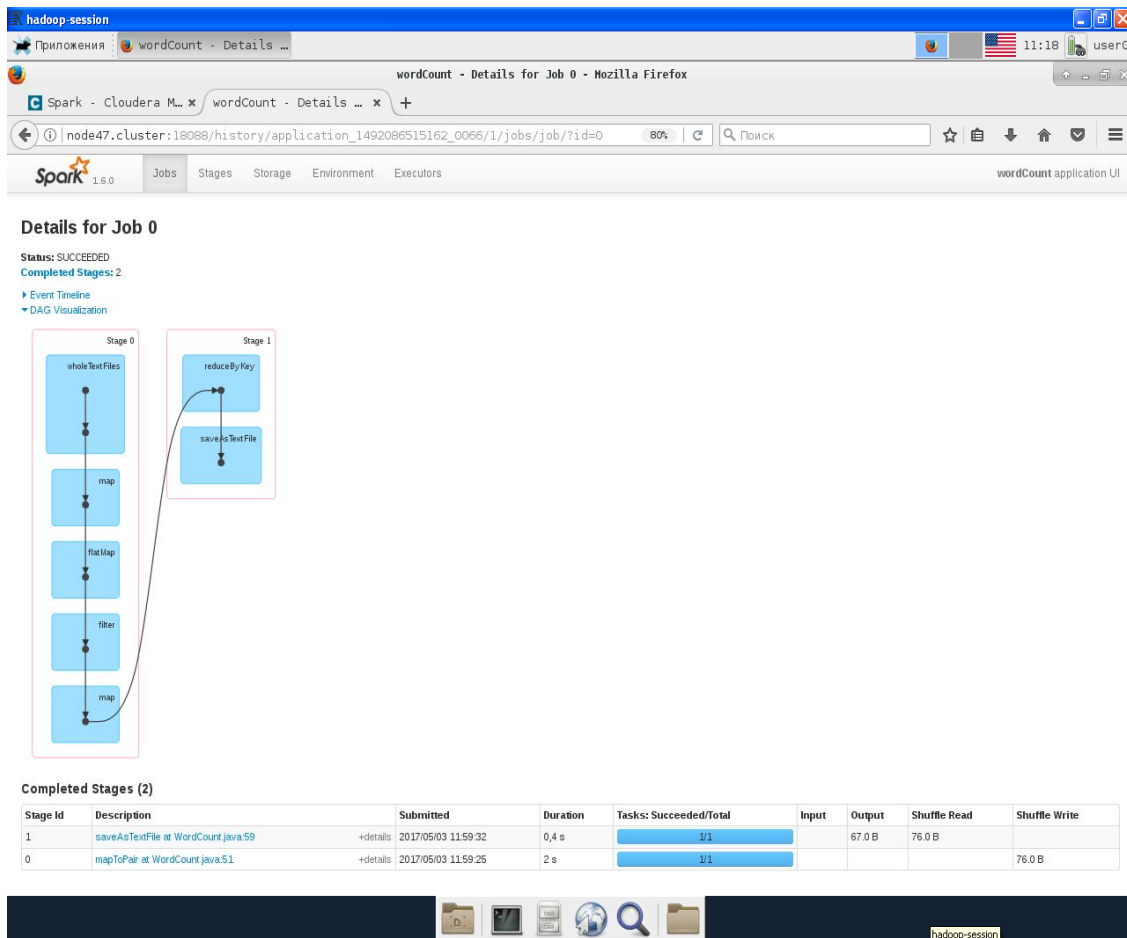 hadoop-session
Приложения wordCount - Details … 11:18 user0
wordCount - Details for Job 0 - Mozilla Firefox
Spark - Cloudera M… × wordCount - Details … × +
node47.cluster:18088/history/application_1492086515162_0066/1/jobs/job/?id=0 80% Поиск
Spark 1.6.0 Jobs Stages Storage Environment Executors wordCount application UI
Details for Job 0
Status: SUCCEEDED
Completed Stages: 2
Event Timeline
DAG Visualization
Stage 0
wholeTextFiles
map
flatMap
filter
map
Stage 1
reduceByKey
saveAsTextFile
Completed Stages (2)
Stage Id Description Submitted Duration Tasks: Succeeded/Total Input Output Shuffle Read Shuffle Write
1 saveAsTextFile at WordCount.java:59 +details 2017/05/03 11:59:32 0,4 s 1/1 67.0 B 76.0 B
0 mapToPair at WordCount.java:51 +details 2017/05/03 11:59:25 2 s 1/1 76.0 B
hadoop-session